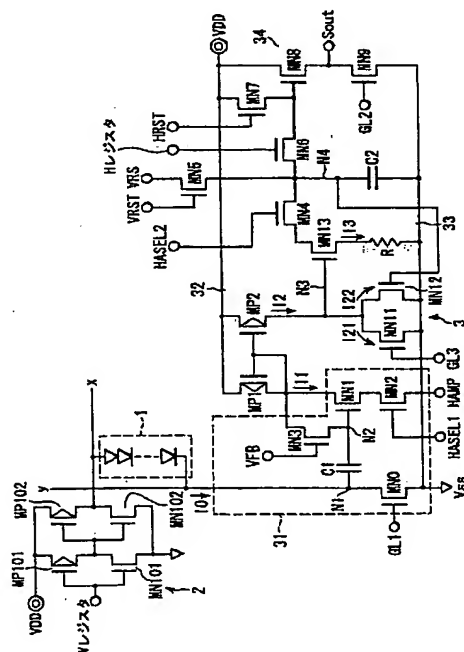 VDD
MP101
MP102
Vレジスタ
MN101
MN102
2
X
1
y
I0
VDD
HRST
Hレジスタ
VRST
VRS
HASEL2
32
34
MN7
MN5
MN8
MN6
MN4
Sout
N4
MN9
GL2
C2
MP1
MP2
I2
N3
MN13
I3
R
33
I1
I21
I22
MN11
MN12
3
GL3
VFB
MN3
N2
MN1
C1
N1
MN2
HAMP
HASEL1
31
MN0
GL1
VSS